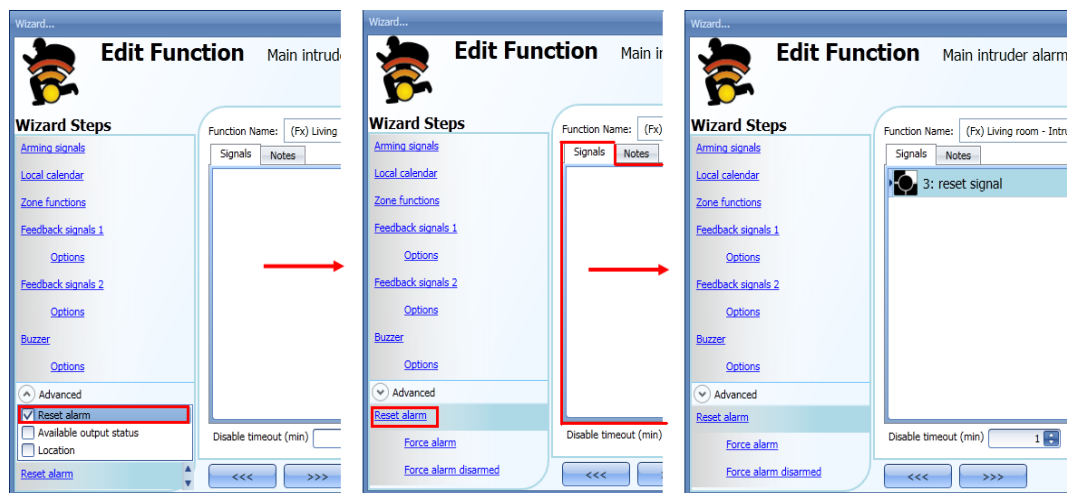 Wizard...
Edit Function Main intrud
Wizard Steps
Arming signals
Local calendar
Zone functions
Feedback signals 1
Options
Feedback signals 2
Options
Buzzer
Options
Advanced
Reset alarm
Available output status
Location
Reset alarm
Function Name: (Fx) Living
Signals Notes
Disable timeout (min)
<<< >>>
Wizard...
Edit Function Main in
Wizard Steps
Arming signals
Local calendar
Zone functions
Feedback signals 1
Options
Feedback signals 2
Options
Buzzer
Options
Advanced
Reset alarm
Force alarm
Force alarm disarmed
Function Name: (Fx)
Signals Notes
Disable timeout (min)
<<<
Wizard...
Edit Function Main intruder alarm
Wizard Steps
Arming signals
Local calendar
Zone functions
Feedback signals 1
Options
Feedback signals 2
Options
Buzzer
Options
Advanced
Reset alarm
Force alarm
Force alarm disarmed
Function Name: (Fx) Living room - Intru
Signals Notes
3: reset signal
Disable timeout (min) 1
<<< >>>